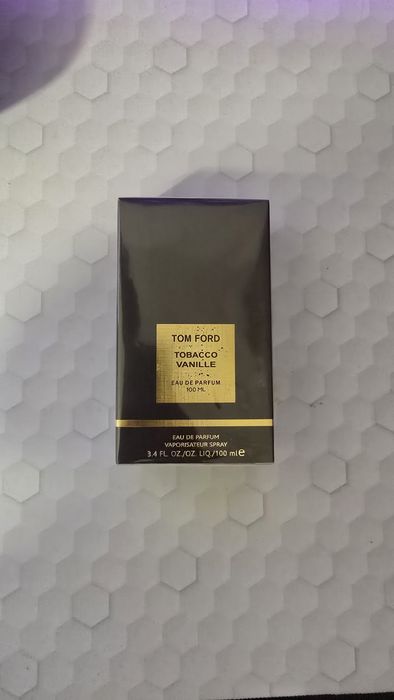 TOM FORD
TOBACCO
VANILLE
EAU DE PARFUM
100 ML
EAU DE PARFUM
VAPORISATEUR SPRAY
3.4 FL. OZ./OZ. LIQ./100 ml℮